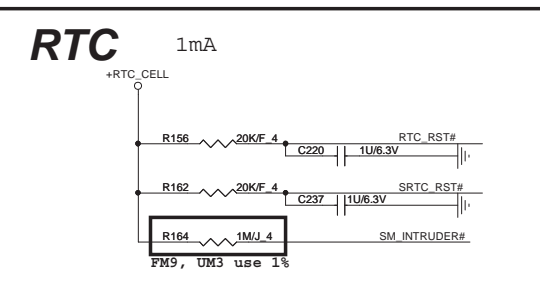 RTC 1mA
+RTC_CELL
R156 20K/F_4 RTC_RST#
C220 1U/6.3V
R162 20K/F_4 SRTC_RST#
C237 1U/6.3V
R164 1M/J_4 SM_INTRUDER#
FM9, UM3 use 1%